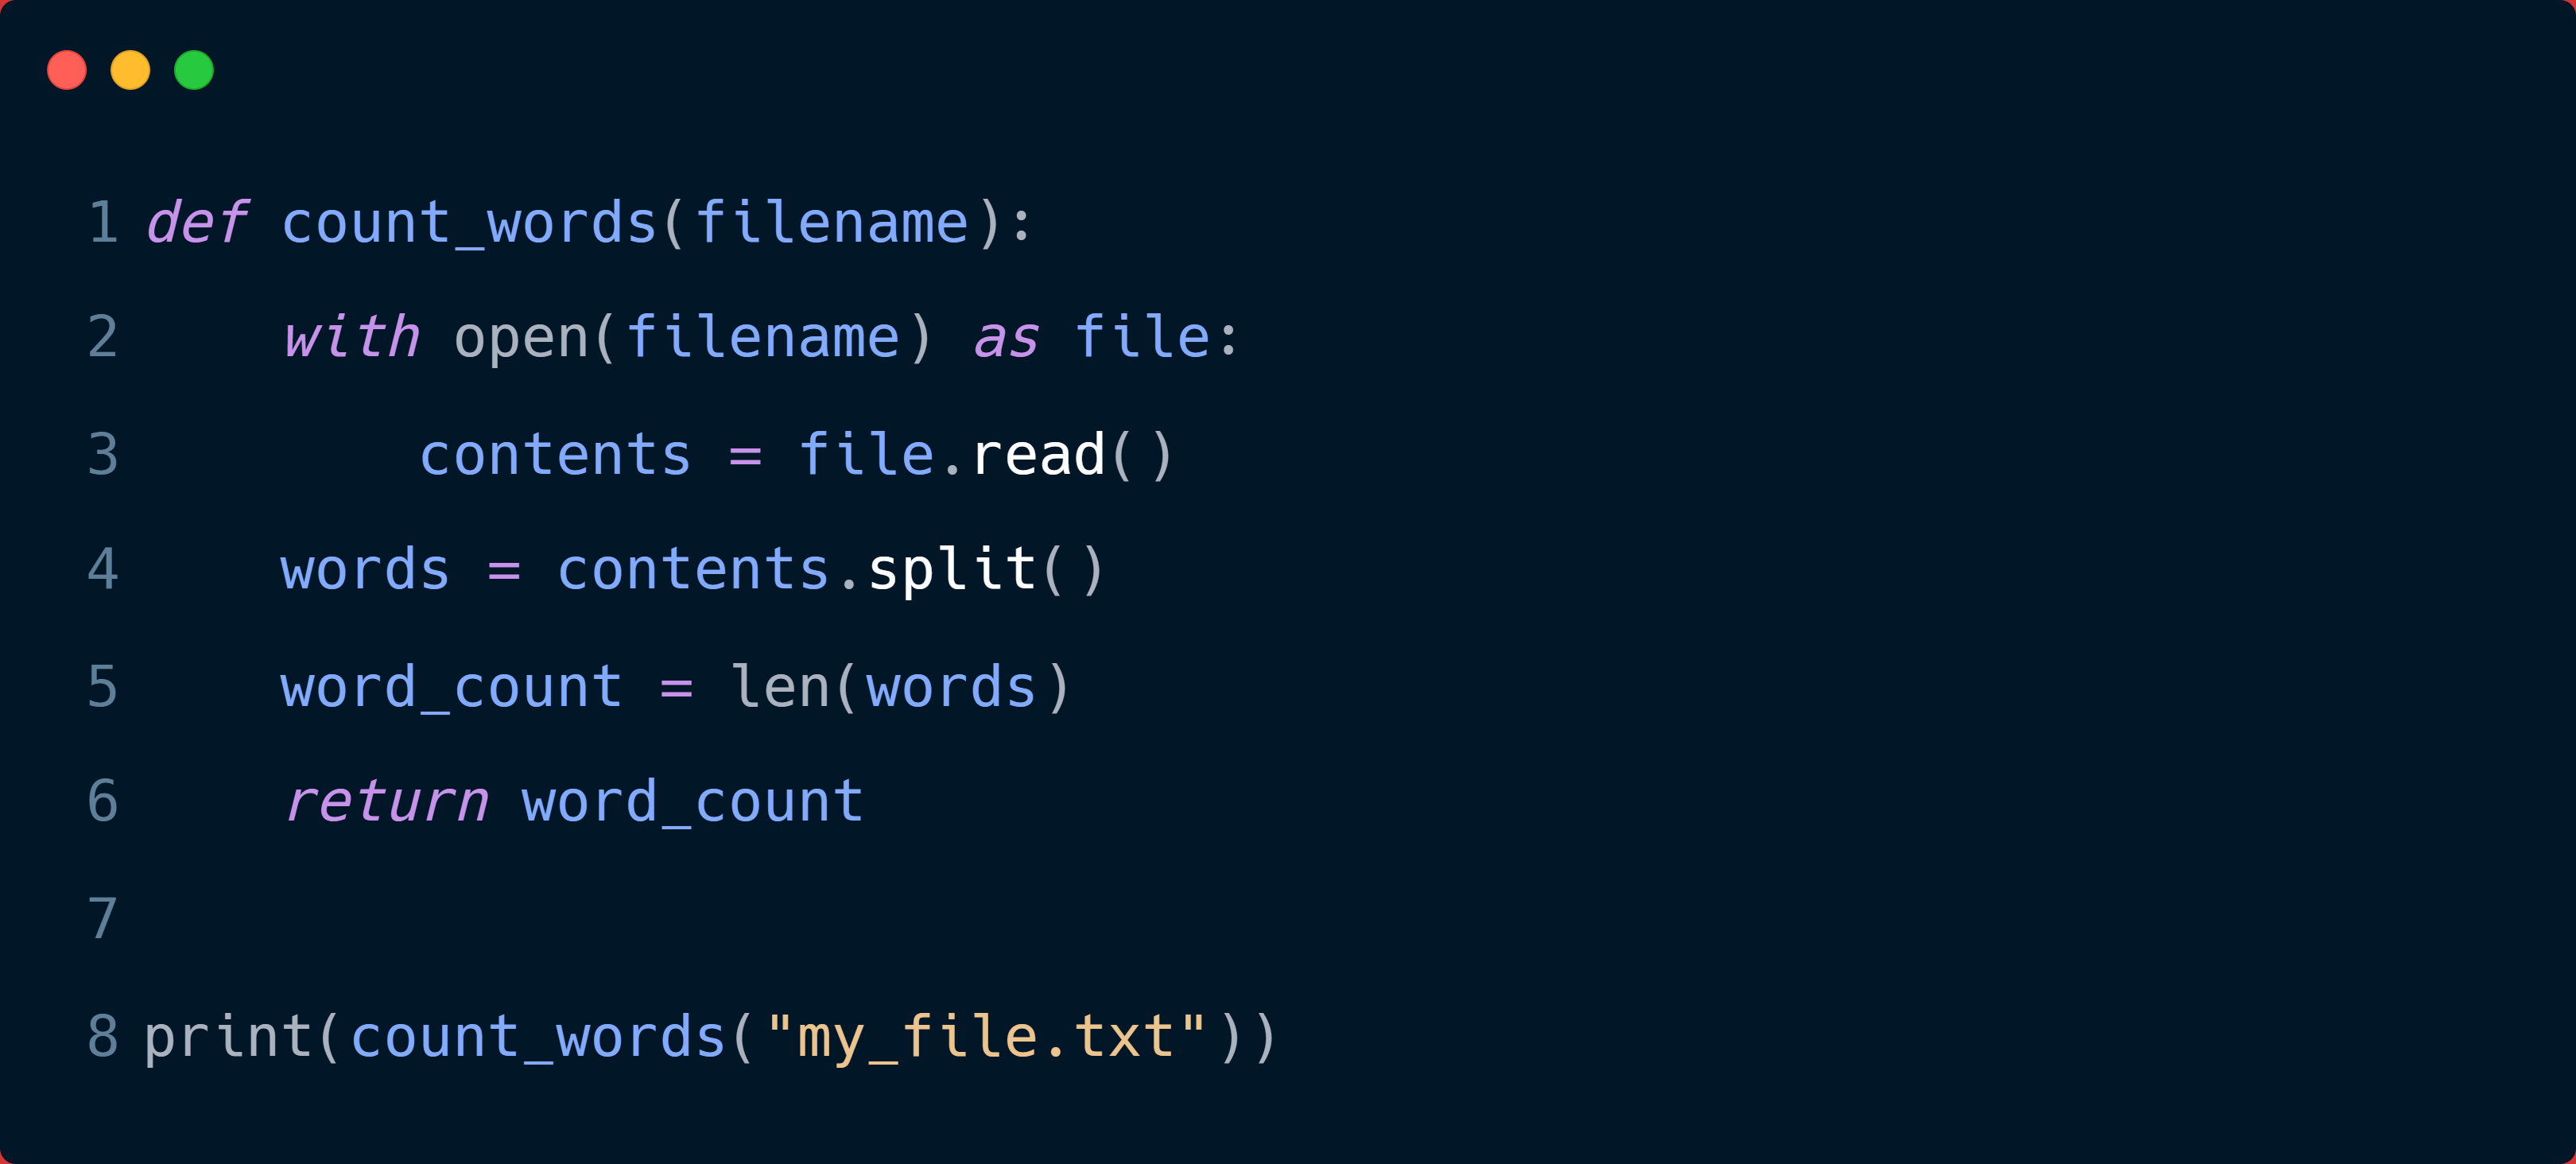 1 def count_words(filename):
2     with open(filename) as file:
3         contents = file.read()
4     words = contents.split()
5     word_count = len(words)
6     return word_count
7
8 print(count_words("my_file.txt"))